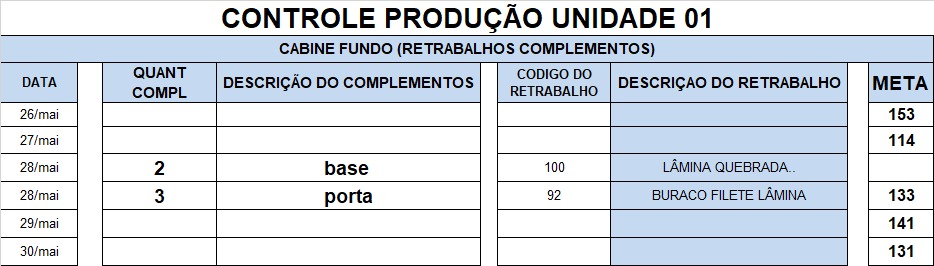 CONTROLE PRODUÇÃO UNIDADE 01
CABINE FUNDO (RETRABALHOS COMPLEMENTOS)
DATA QUANT COMPL DESCRIÇÃO DO COMPLEMENTOS CODIGO DO RETRABALHO DESCRIÇAO DO RETRABALHO META
26/mai 153
27/mai 114
28/mai 2 base 100 LÂMINA QUEBRADA..
28/mai 3 porta 92 BURACO FILETE LÂMINA 133
29/mai 141
30/mai 131